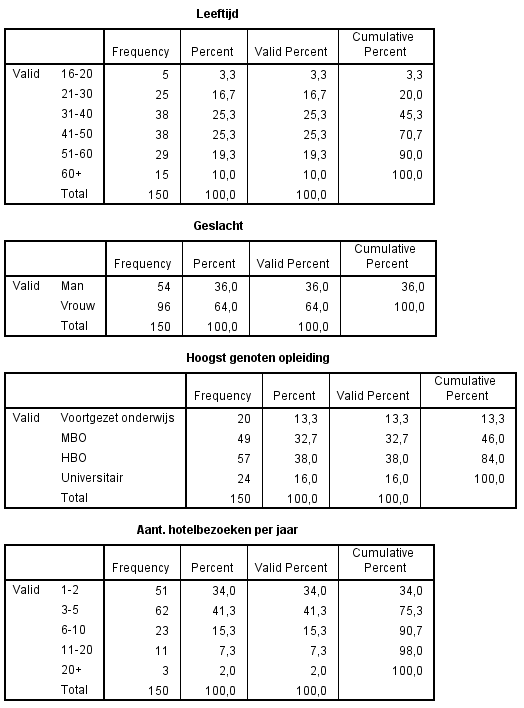 Leeftijd
Frequency Percent Valid Percent Cumulative Percent
Valid 16-20 5 3,3 3,3 3,3
21-30 25 16,7 16,7 20,0
31-40 38 25,3 25,3 45,3
41-50 38 25,3 25,3 70,7
51-60 29 19,3 19,3 90,0
60+ 15 10,0 10,0 100,0
Total 150 100,0 100,0
Geslacht
Frequency Percent Valid Percent Cumulative Percent
Valid Man 54 36,0 36,0 36,0
Vrouw 96 64,0 64,0 100,0
Total 150 100,0 100,0
Hoogst genoten opleiding
Frequency Percent Valid Percent Cumulative Percent
Valid Voortgezet onderwijs 20 13,3 13,3 13,3
MBO 49 32,7 32,7 46,0
HBO 57 38,0 38,0 84,0
Universitair 24 16,0 16,0 100,0
Total 150 100,0 100,0
Aant. hotelbezoeken per jaar
Frequency Percent Valid Percent Cumulative Percent
Valid 1-2 51 34,0 34,0 34,0
3-5 62 41,3 41,3 75,3
6-10 23 15,3 15,3 90,7
11-20 11 7,3 7,3 98,0
20+ 3 2,0 2,0 100,0
Total 150 100,0 100,0